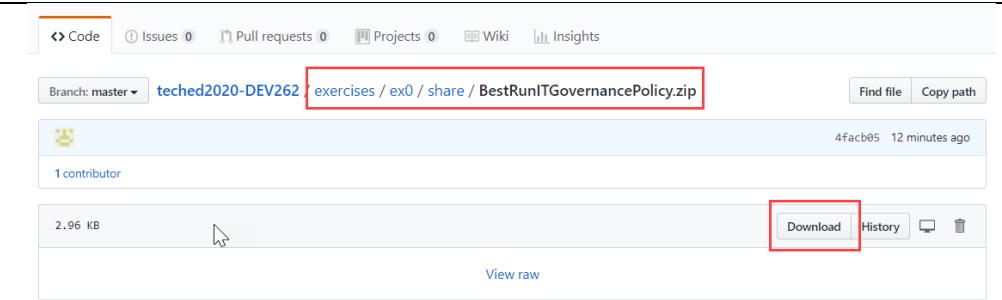 Code Issues 0 Pull requests 0 Projects 0 Wiki Insights
Branch: master teched2020-DEV262 / exercises / ex0 / share / BestRunITGovernancePolicy.zip Find file Copy path
4facb05 12 minutes ago
1 contributor
2.96 KB Download History
View raw